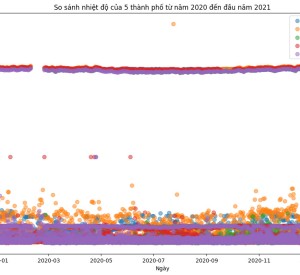 So sánh nhiệt độ của 5 thành phố từ năm 2020 đến đầu năm 2021
-01 2020-03 2020-05 2020-07 2020-09 2020-11
Ngày